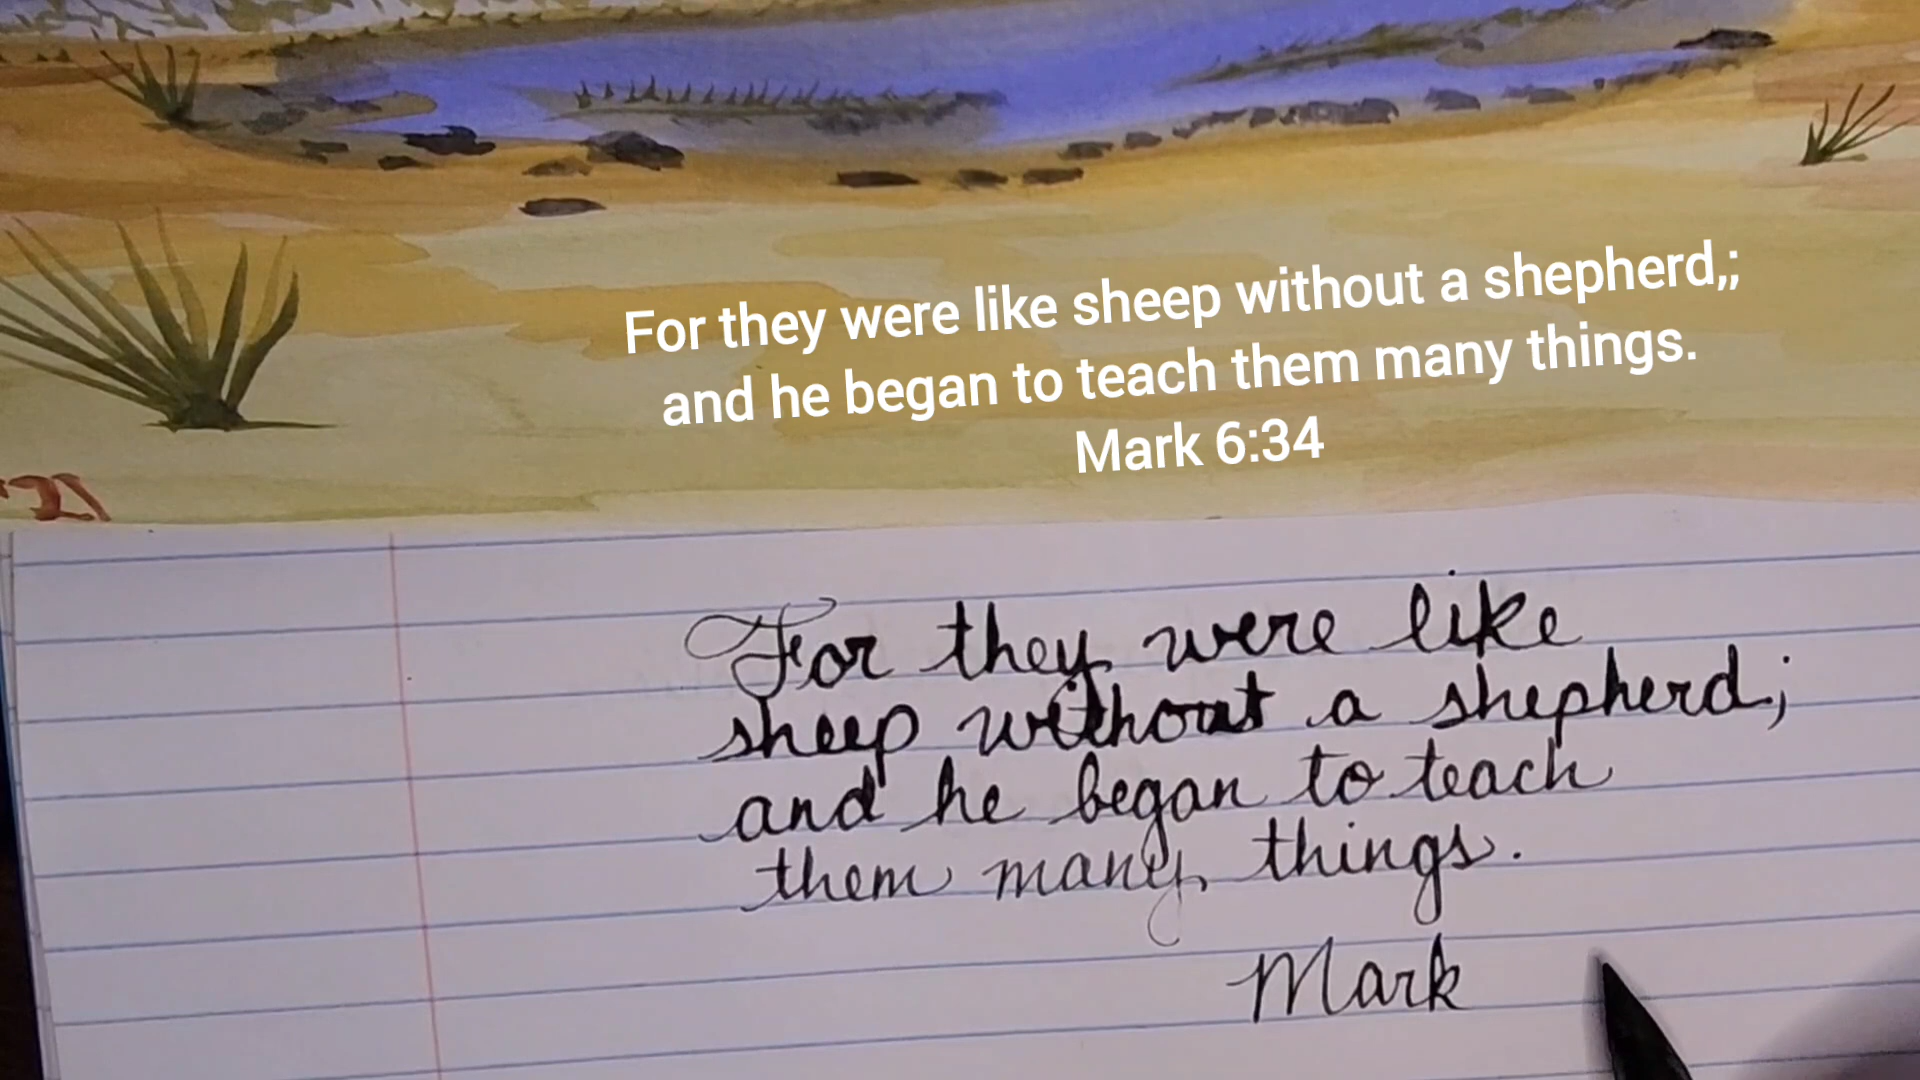 For they were like sheep without a shepherd,;
and he began to teach them many things.
Mark 6:34
For they were like
sheep without a shepherd;
and he began to teach
them many things.
Mark